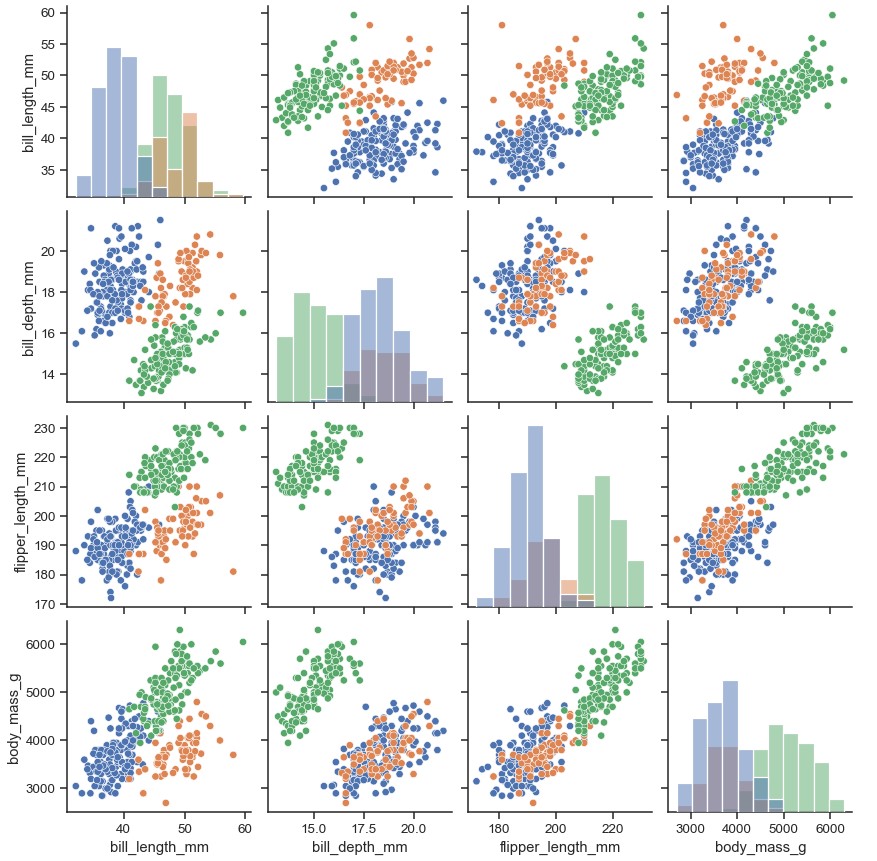 60
55
50
45
40
35
bill_length_mm
20
18
16
14
bill_depth_mm
230
220
210
200
190
180
170
flipper_length_mm
6000
5000
4000
3000
body_mass_g
40 50 60
bill_length_mm
15.0 17.5 20.0
bill_depth_mm
180 200 220
flipper_length_mm
3000 4000 5000 6000
body_mass_g